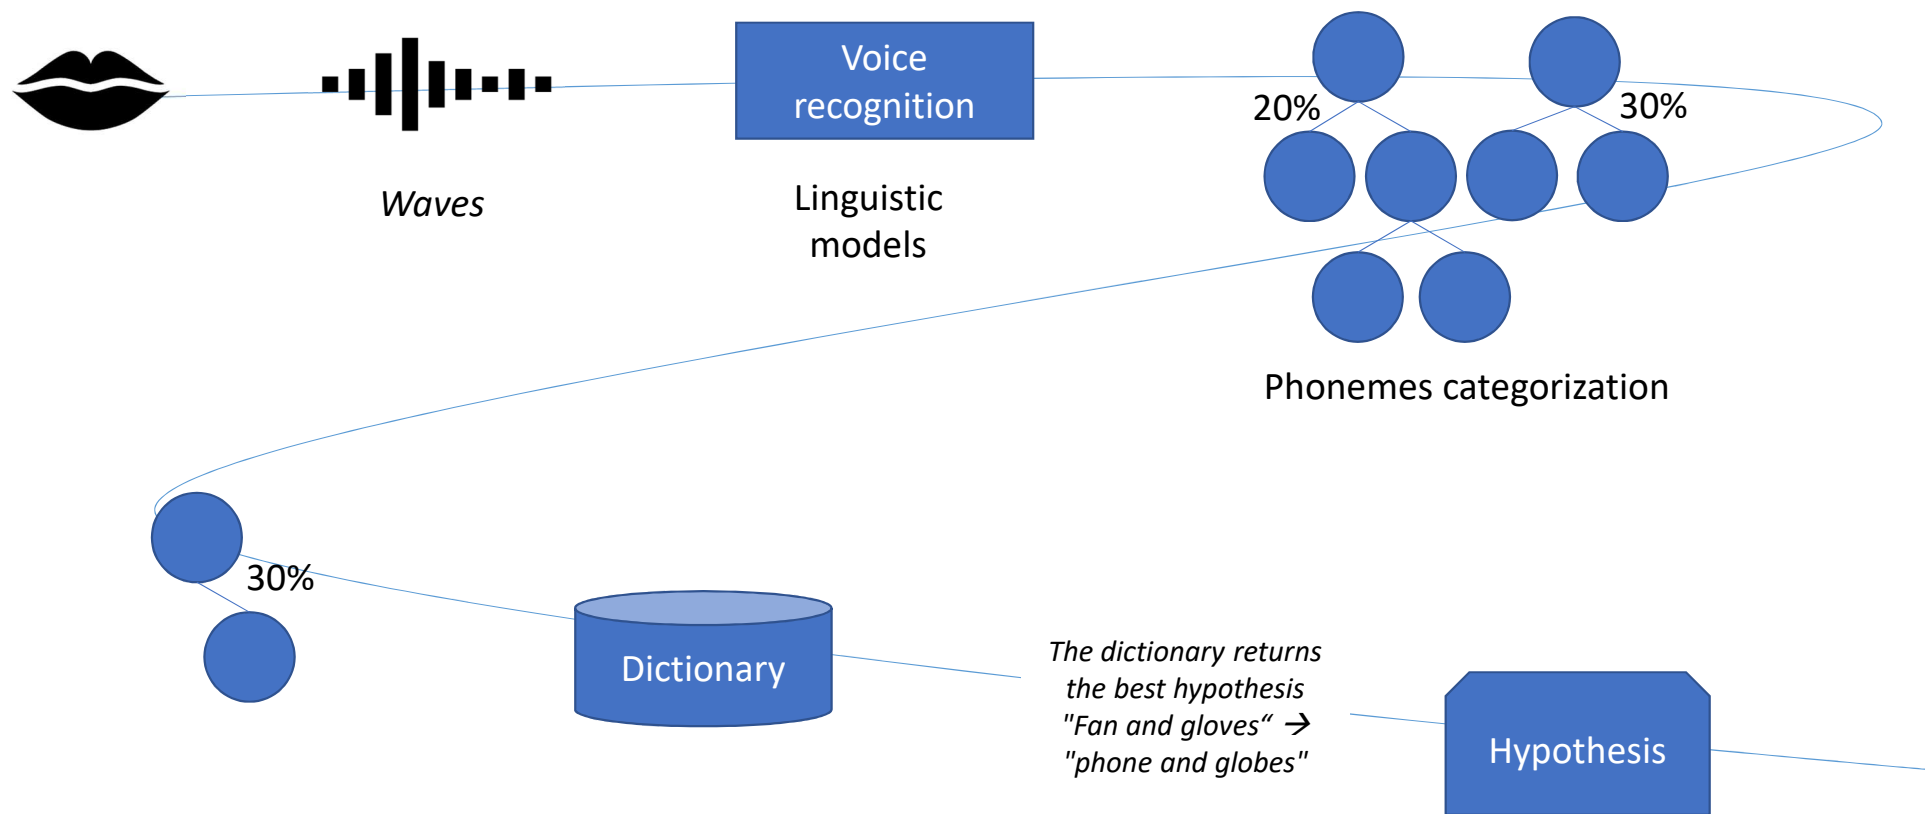 Voice
recognition
20%
30%
Waves
Linguistic
models
Phonemes categorization
30%
Dictionary
The dictionary returns
the best hypothesis
"Fan and gloves“ →
"phone and globes"
Hypothesis